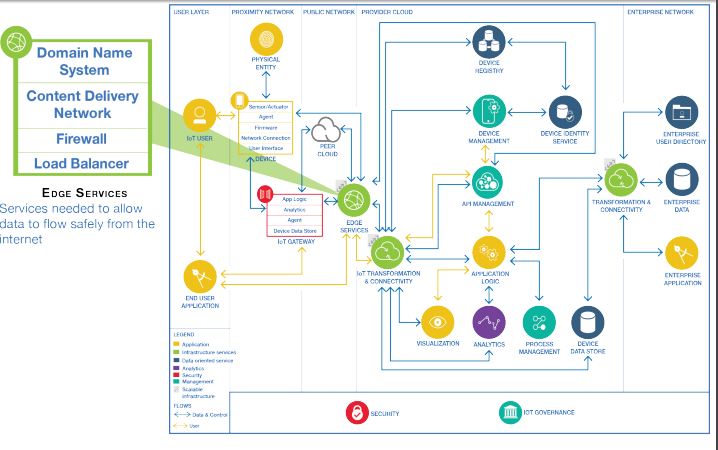 Domain Name
System
Content Delivery
Network
Firewall
Load Balancer
EDGE SERVICES
Services needed to allow
data to flow safely from the
internet
USER LAYER
PROXIMITY NETWORK
PUBLIC NETWORK
PROVIDER CLOUD
ENTERPRISE NETWORK
PHYSICAL
ENTITY
DEVICE
REGISTRY
IoT USER
Sensor/Actuator
Agent
Firmware
Network Connection
User Interface
DEVICE
PEER
CLOUD
DEVICE
MANAGEMENT
DEVICE IDENTITY
SERVICE
ENTERPRISE
USER DIRECTORY
App Logic
Analytics
Agent
Device Data Store
IoT GATEWAY
EDGE
SERVICES
API MANAGEMENT
TRANSFORMATION
& CONNECTIVITY
ENTERPRISE
DATA
END USER
APPLICATION
IoT TRANSFORMATION
& CONNECTIVITY
APPLICATION
LOGIC
ENTERPRISE
APPLICATION
VISUALIZATION
ANALYTICS
PROCESS
MANAGEMENT
DEVICE
DATA STORE
LEGEND
Application
Infrastructure services
Data oriented service
Analytics
Security
Management
Scalable
infrastructure
FLOWS
Data & Control
User
SECURITY
IOT GOVERNANCE